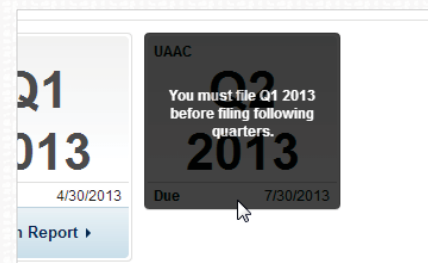 Q1
2013
4/30/2013
Report
UAAC
Q2
You must file Q1 2013
before filing following
quarters.
2013
Due 7/30/2013